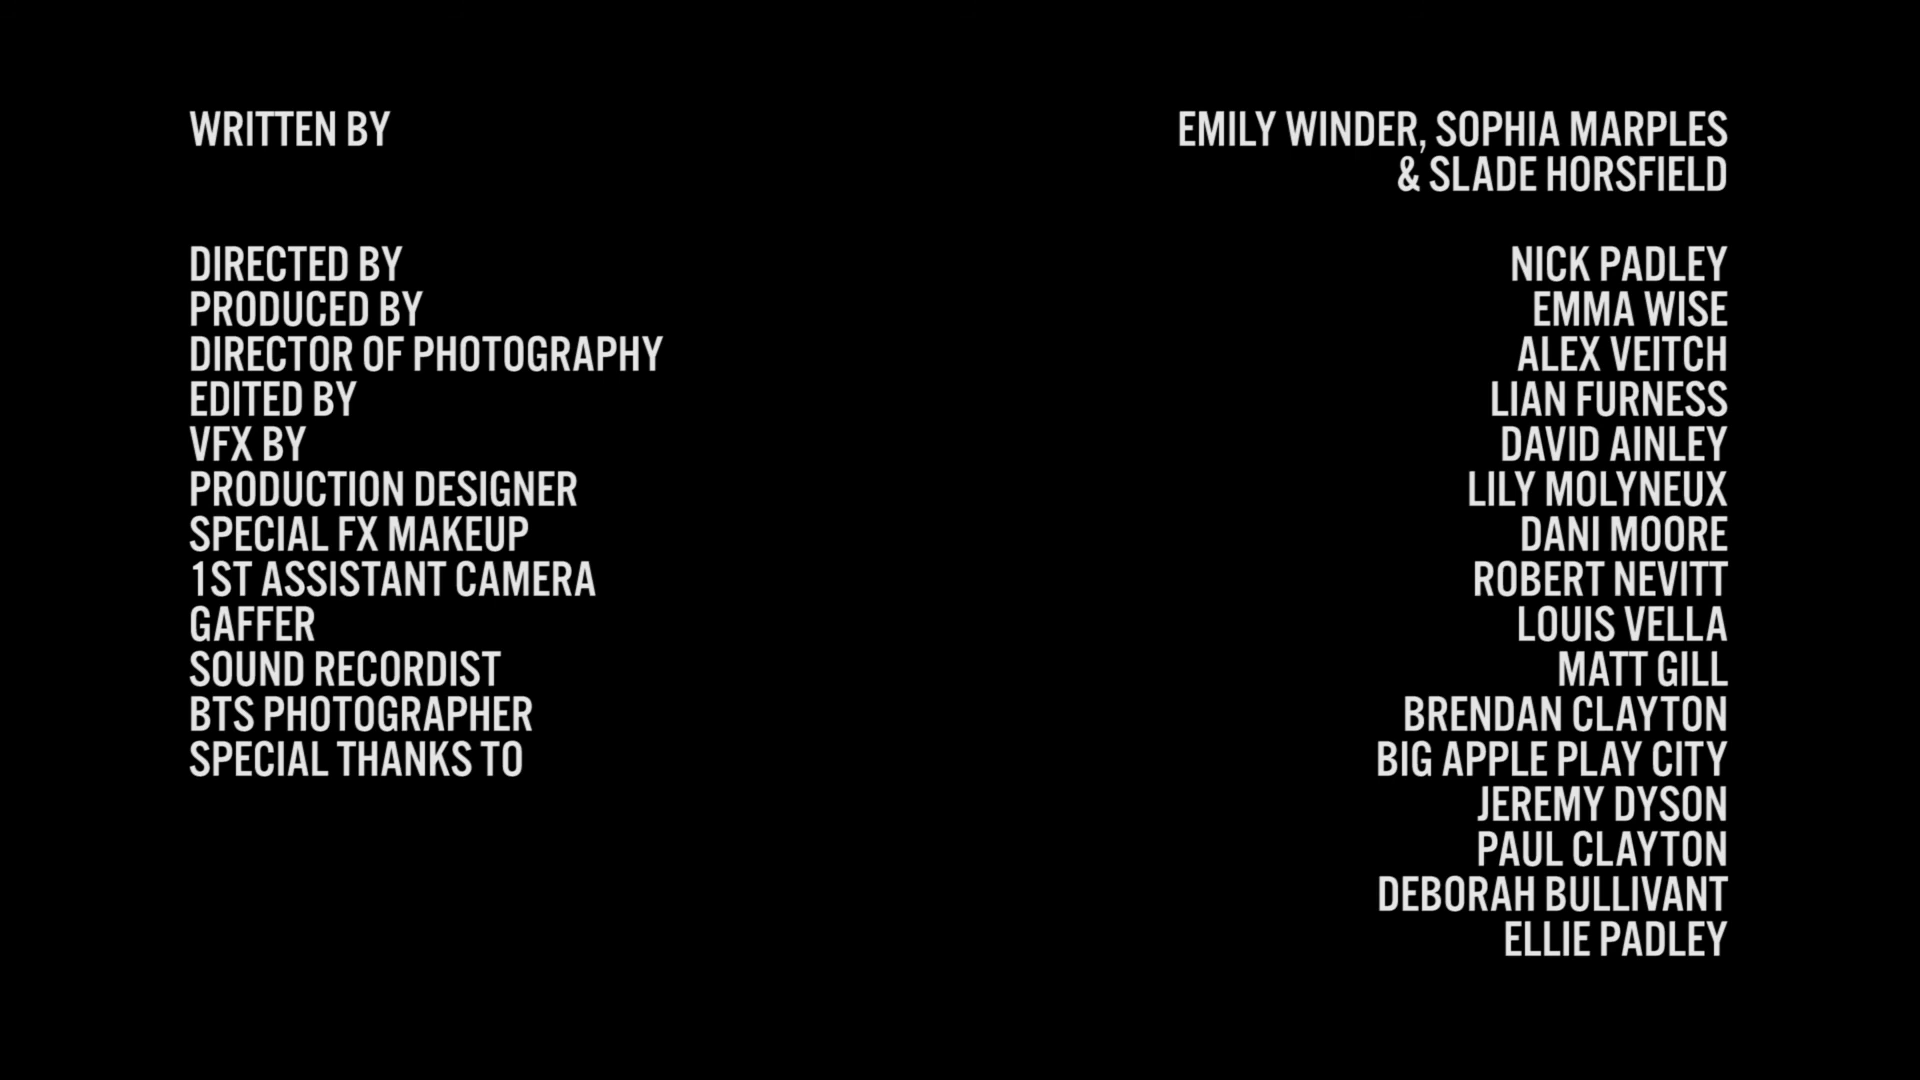 WRITTEN BY EMILY WINDER, SOPHIA MARPLES
& SLADE HORSFIELD
DIRECTED BY NICK PADLEY
PRODUCED BY EMMA WISE
DIRECTOR OF PHOTOGRAPHY ALEX VEITCH
EDITED BY LIAN FURNESS
VFX BY DAVID AINLEY
PRODUCTION DESIGNER LILY MOLYNEUX
SPECIAL FX MAKEUP DANI MOORE
1ST ASSISTANT CAMERA ROBERT NEVITT
GAFFER LOUIS VELLA
SOUND RECORDIST MATT GILL
BTS PHOTOGRAPHER BRENDAN CLAYTON
SPECIAL THANKS TO BIG APPLE PLAY CITY
JEREMY DYSON
PAUL CLAYTON
DEBORAH BULLIVANT
ELLIE PADLEY